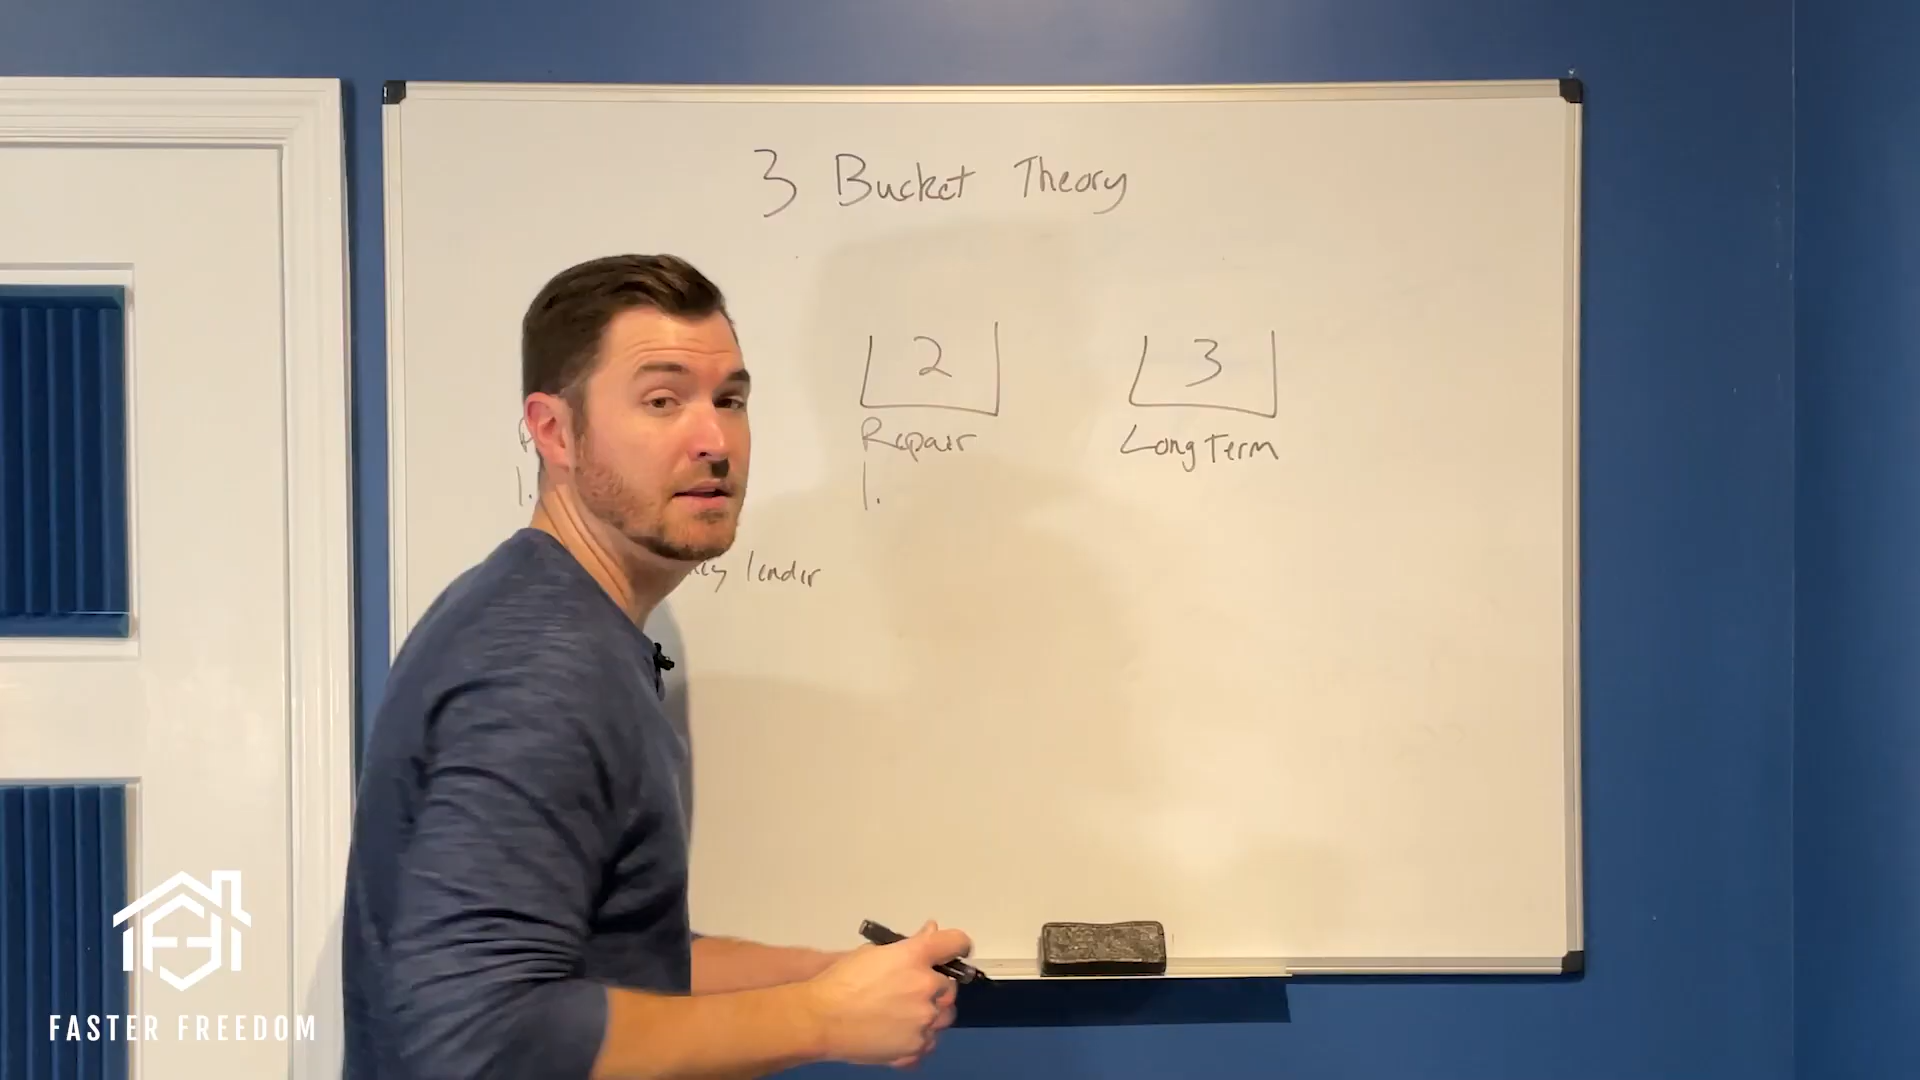 3 Bucket Theory
2
3
Repair
Long Term
1.
1.
lender
FASTER FREEDOM